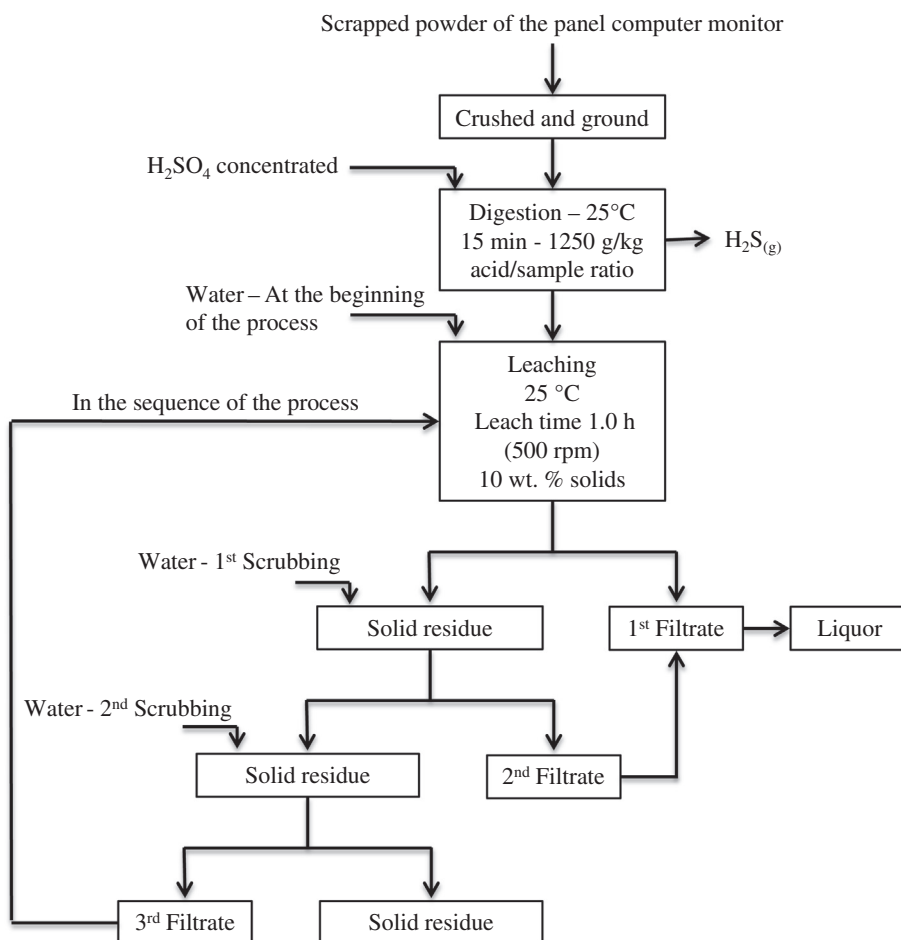 Scrapped powder of the panel computer monitor
Crushed and ground
H₂SO₄ concentrated
Digestion – 25°C
15 min - 1250 g/kg
acid/sample ratio
H₂S₍g₎
Water – At the beginning
of the process
Leaching
25 °C
Leach time 1.0 h
(500 rpm)
10 wt. % solids
In the sequence of the process
Water - 1st Scrubbing
Solid residue
1st Filtrate
Liquor
Water - 2nd Scrubbing
Solid residue
2nd Filtrate
3rd Filtrate
Solid residue